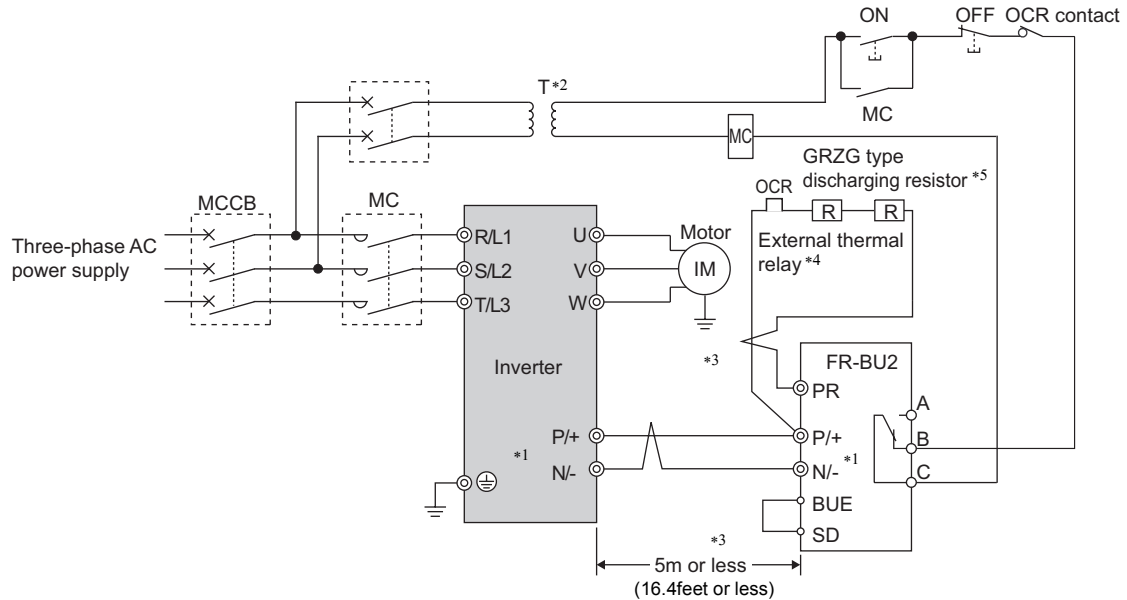 ON
OFF
OCR contact
T *2
MC
MC
GRZG type
discharging resistor *5
OCR
R
R
External thermal
relay *4
MCCB
MC
Three-phase AC
power supply
R/L1
S/L2
T/L3
U
V
W
Motor
IM
Inverter
*3
FR-BU2
PR
A
P/+
P/+
B
*1
N/-
N/-
*1
C
BUE
SD
*3
5m or less
(16.4feet or less)